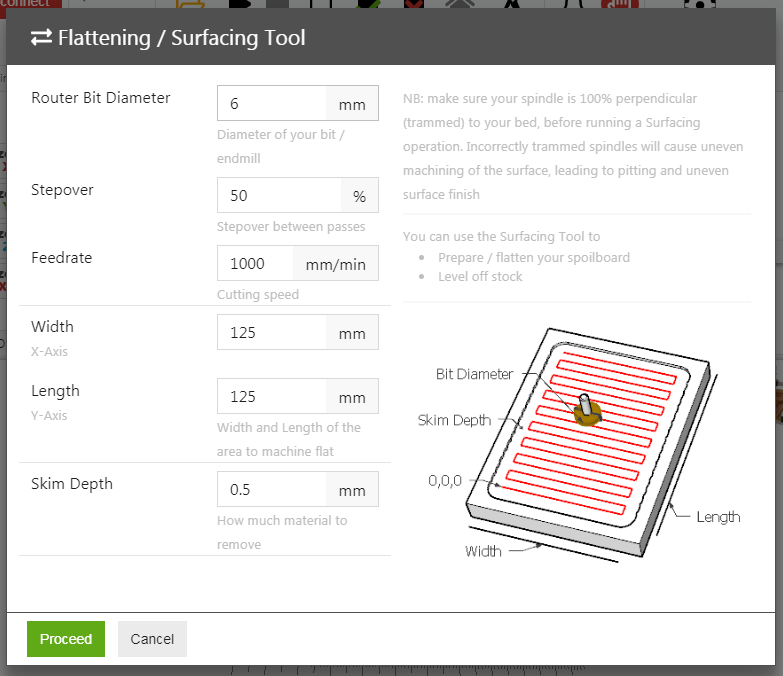 connect
Flattening / Surfacing Tool
Router Bit Diameter
6 mm
Diameter of your bit /
endmill
Stepover
50 %
Stepover between passes
Feedrate
1000 mm/min
Cutting speed
Width
X-Axis
125 mm
Length
Y-Axis
125 mm
Width and Length of the
area to machine flat
Skim Depth
0.5 mm
How much material to
remove
NB: make sure your spindle is 100% perpendicular
(trammed) to your bed, before running a Surfacing
operation. Incorrectly trammed spindles will cause uneven
machining of the surface, leading to pitting and uneven
surface finish
You can use the Surfacing Tool to
• Prepare / flatten your spoilboard
• Level off stock
Bit Diameter
Skim Depth
0,0,0
Length
Width
Proceed
Cancel